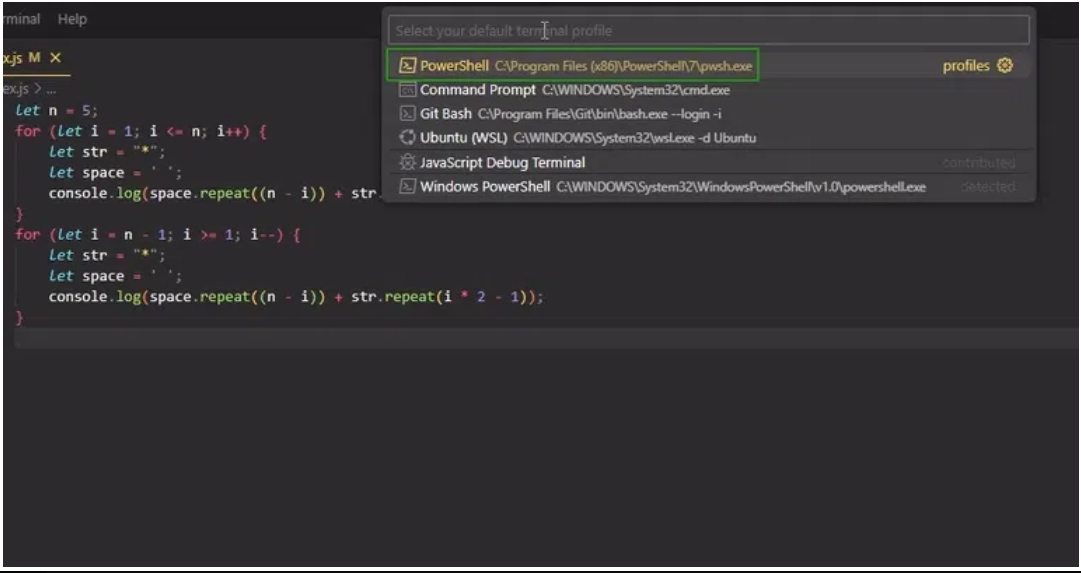 rminal Help
Select your default terminal profile
x.js M ×
PowerShell C:\Program Files (x86)\PowerShell\7\pwsh.exe profiles
ex.js > ...
Command Prompt C:\WINDOWS\System32\cmd.exe
let n = 5;
Git Bash C:\Program Files\Git\bin\bash.exe --login -i
for (let i = 1; i <= n; i++) {
Ubuntu (WSL) C:\WINDOWS\System32\wsl.exe -d Ubuntu
let str = "*";
JavaScript Debug Terminal contributed
let space = ' ';
Windows PowerShell C:\WINDOWS\System32\WindowsPowerShell\v1.0\powershell.exe detected
console.log(space.repeat((n - i)) + str.
}
for (let i = n - 1; i >= 1; i--) {
let str = "*";
let space = ' ';
console.log(space.repeat((n - i)) + str.repeat(i * 2 - 1));
}